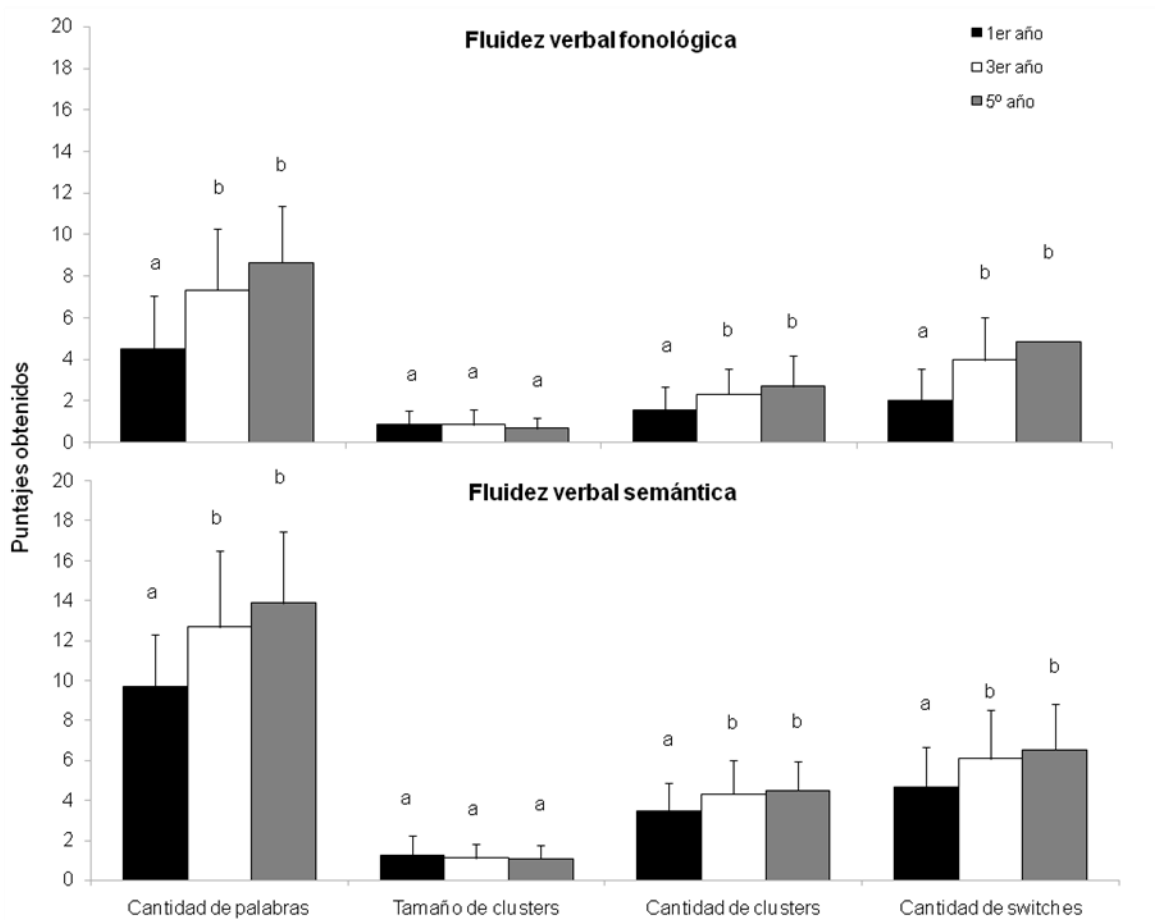 Fluidez verbal fonológica
1er año
3er año
5º año
Puntajes obtenidos
20
18
16
14
12
10
8
6
4
2
0
a
b
b
a
a
a
a
b
b
a
b
b
Fluidez verbal semántica
20
18
16
14
12
10
8
6
4
2
0
a
b
b
a
a
a
a
b
b
a
b
b
Cantidad de palabras
Tamaño de clusters
Cantidad de clusters
Cantidad de switches